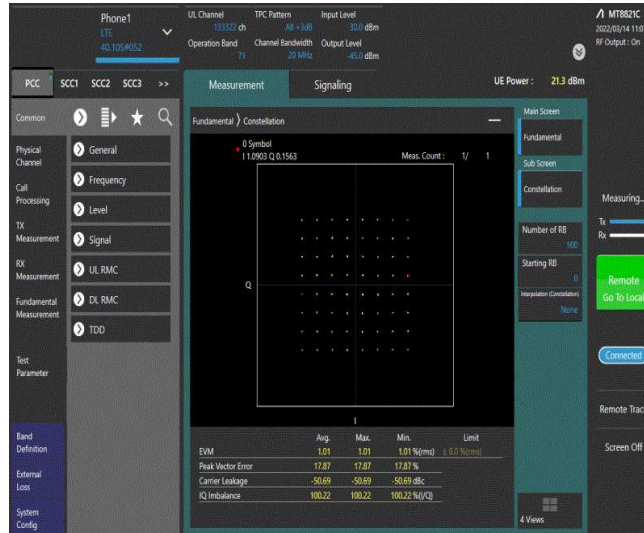 Phone1
LTE
40.10S#052
UL Channel
133322 ch
TPC Pattern
All +3dB
Input Level
30.0 dBm
Operation Band
71
Channel Bandwidth
20 MHz
Output Level
-45.0 dBm
MT8821C
2022/03/14 11:07
RF Output : On
PCC SCC1 SCC2 SCC3 >>
Measurement
Signaling
UE Power : 21.3 dBm
Common
Physical
Channel
Call
Processing
TX
Measurement
RX
Measurement
Fundamental
Measurement
Test
Parameter
Band
Definition
External
Loss
System
Config
General
Frequency
Level
Signal
UL RMC
DL RMC
TDD
Fundamental > Constellation
0 Symbol
I 1.0903 Q 0.1563
Meas. Count : 1/ 1
Q
I
Avg. Max. Min. Limit
EVM 1.01 1.01 1.01 %(rms) ≤ 8.0 %(rms)
Peak Vector Error 17.87 17.87 17.87 %
Carrier Leakage -50.69 -50.69 -50.69 dBc
IQ Imbalance 100.22 100.22 100.22 %(I/Q)
Main Screen
Fundamental
Sub Screen
Constellation
Number of RB
100
Starting RB
0
Interpolation (Constellation)
None
4 Views
Measuring...
Tx
Rx
Remote
Go To Local
Connected
Remote Trac
Screen Off